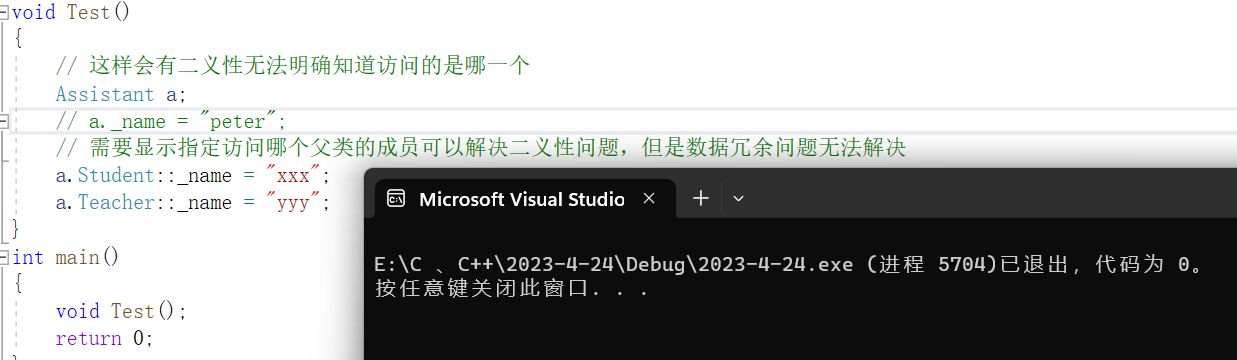 void Test()
{
// 这样会有二义性无法明确知道访问的是哪一个
Assistant a;
// a._name = "peter";
// 需要显示指定访问哪个父类的成员可以解决二义性问题，但是数据冗余问题无法解决
a.Student::_name = "xxx";
a.Teacher::_name = "yyy";
}
int main()
{
void Test();
return 0;
Microsoft Visual Studio
E:\C 、C++\2023-4-24\Debug\2023-4-24.exe (进程 5704)已退出，代码为 0。
按任意键关闭此窗口. . .